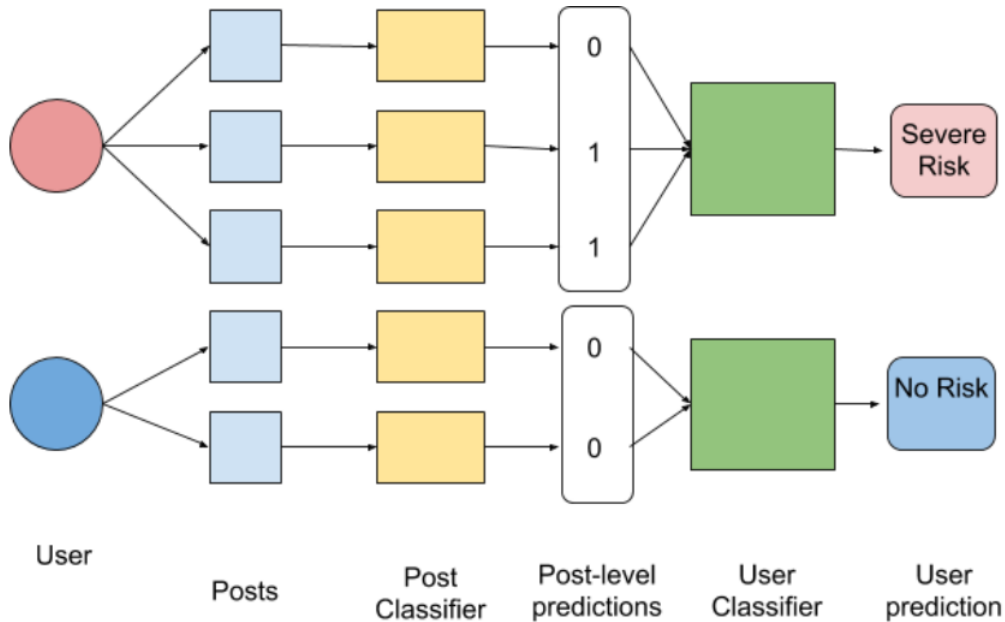 0
1
1
Severe
Risk
0
0
No Risk
User
Posts
Post
Classifier
Post-level
predictions
User
Classifier
User
prediction